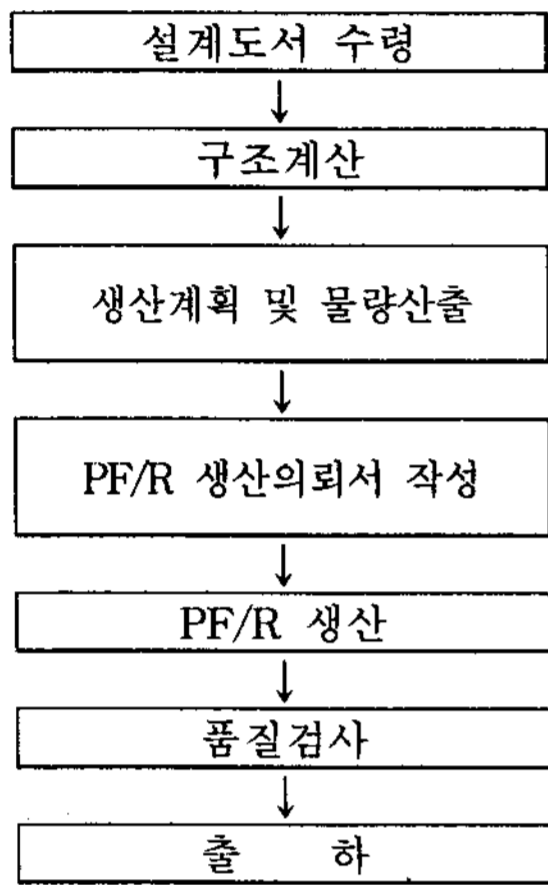 설계도서 수령
구조계산
생산계획 및 물량산출
PF/R 생산의뢰서 작성
PF/R 생산
품질검사
출 하